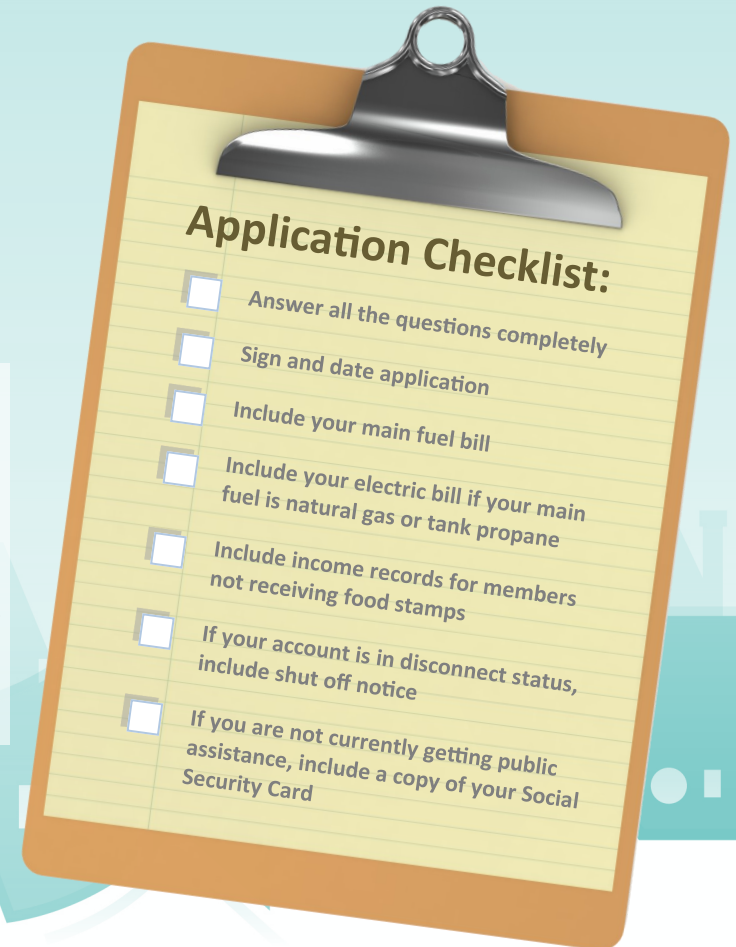 Application Checklist:
Answer all the questions completely
Sign and date application
Include your main fuel bill
Include your electric bill if your main
fuel is natural gas or tank propane
Include income records for members
not receiving food stamps
If your account is in disconnect status,
include shut off notice
If you are not currently getting public
assistance, include a copy of your Social
Security Card